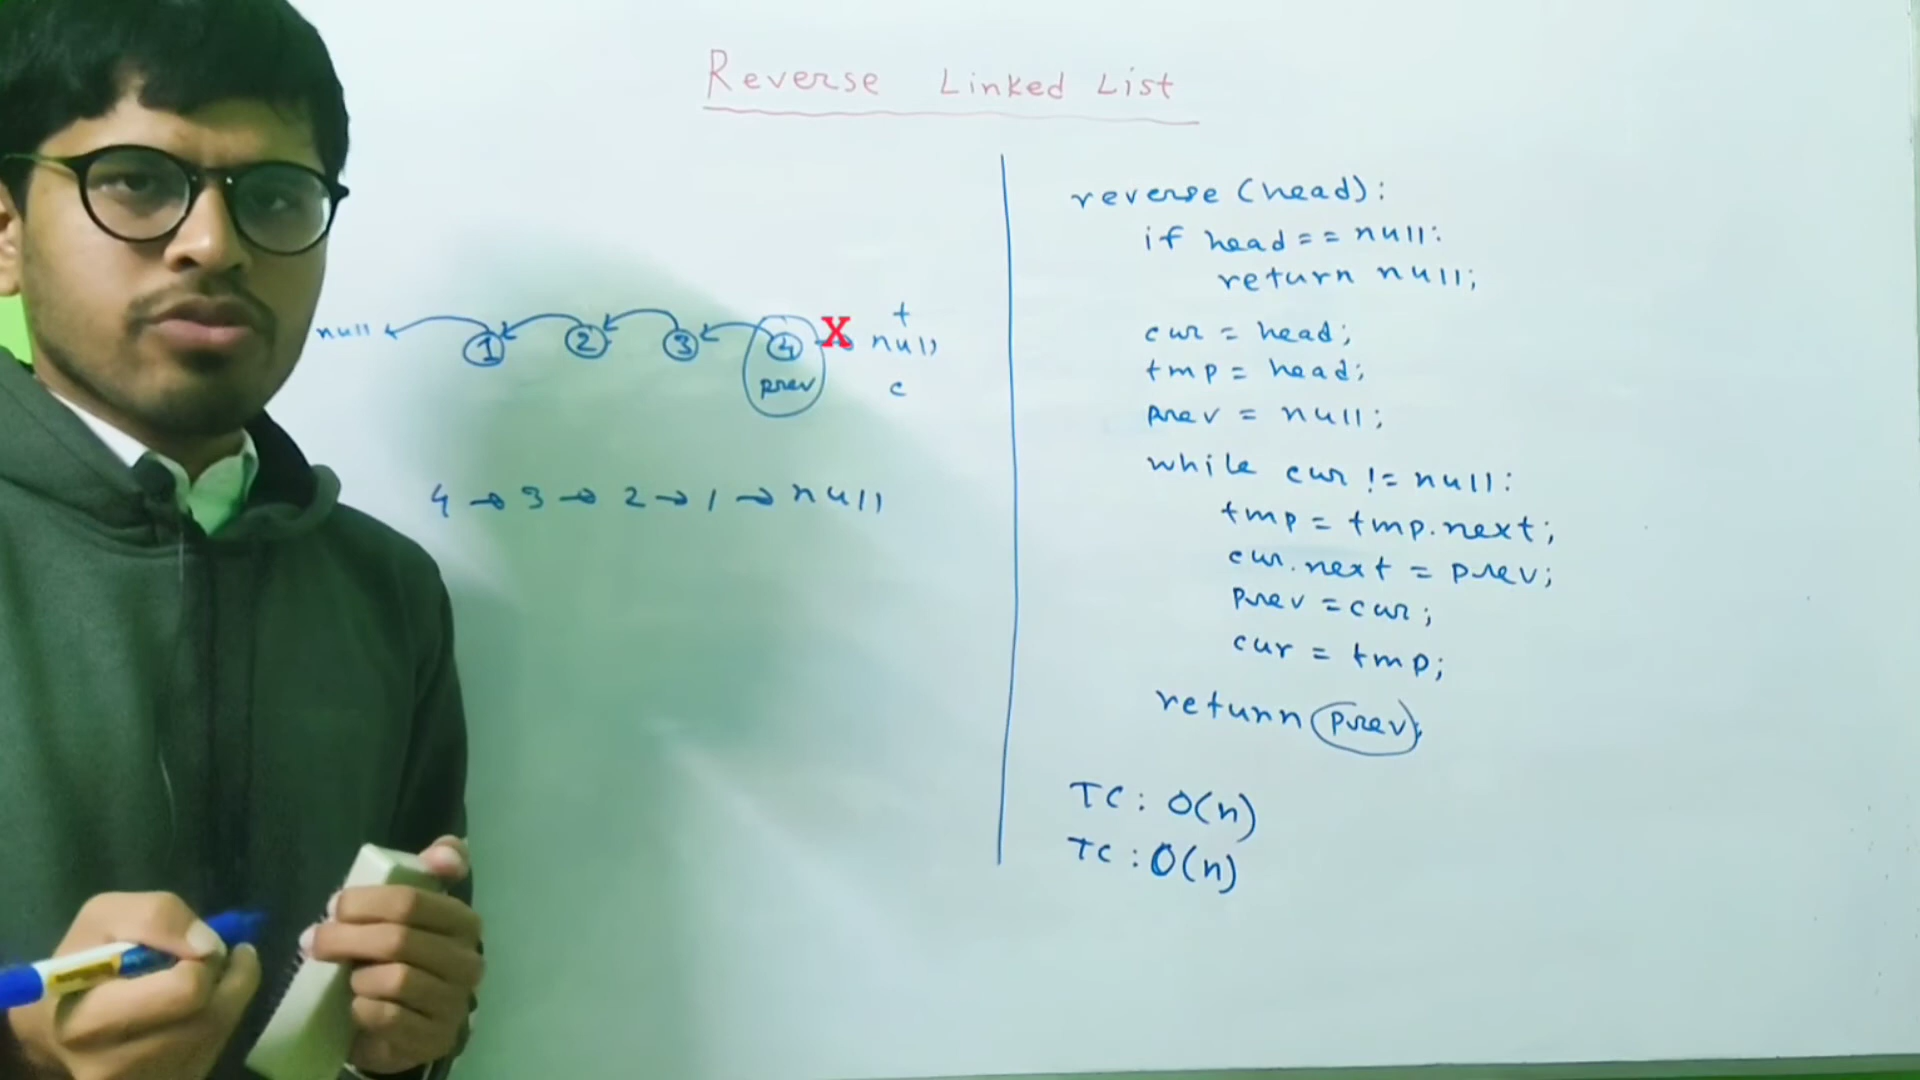 Reverse Linked List
null 1 2 3 4 X null
t
prev c
4 → 3 → 2 → 1 → null
reverse (head):
if head == null:
return null;
cur = head;
tmp = head;
prev = null;
while cur != null:
tmp = tmp.next;
cur.next = prev;
prev = cur;
cur = tmp;
return prev;
TC: O(n)
TC: O(n)